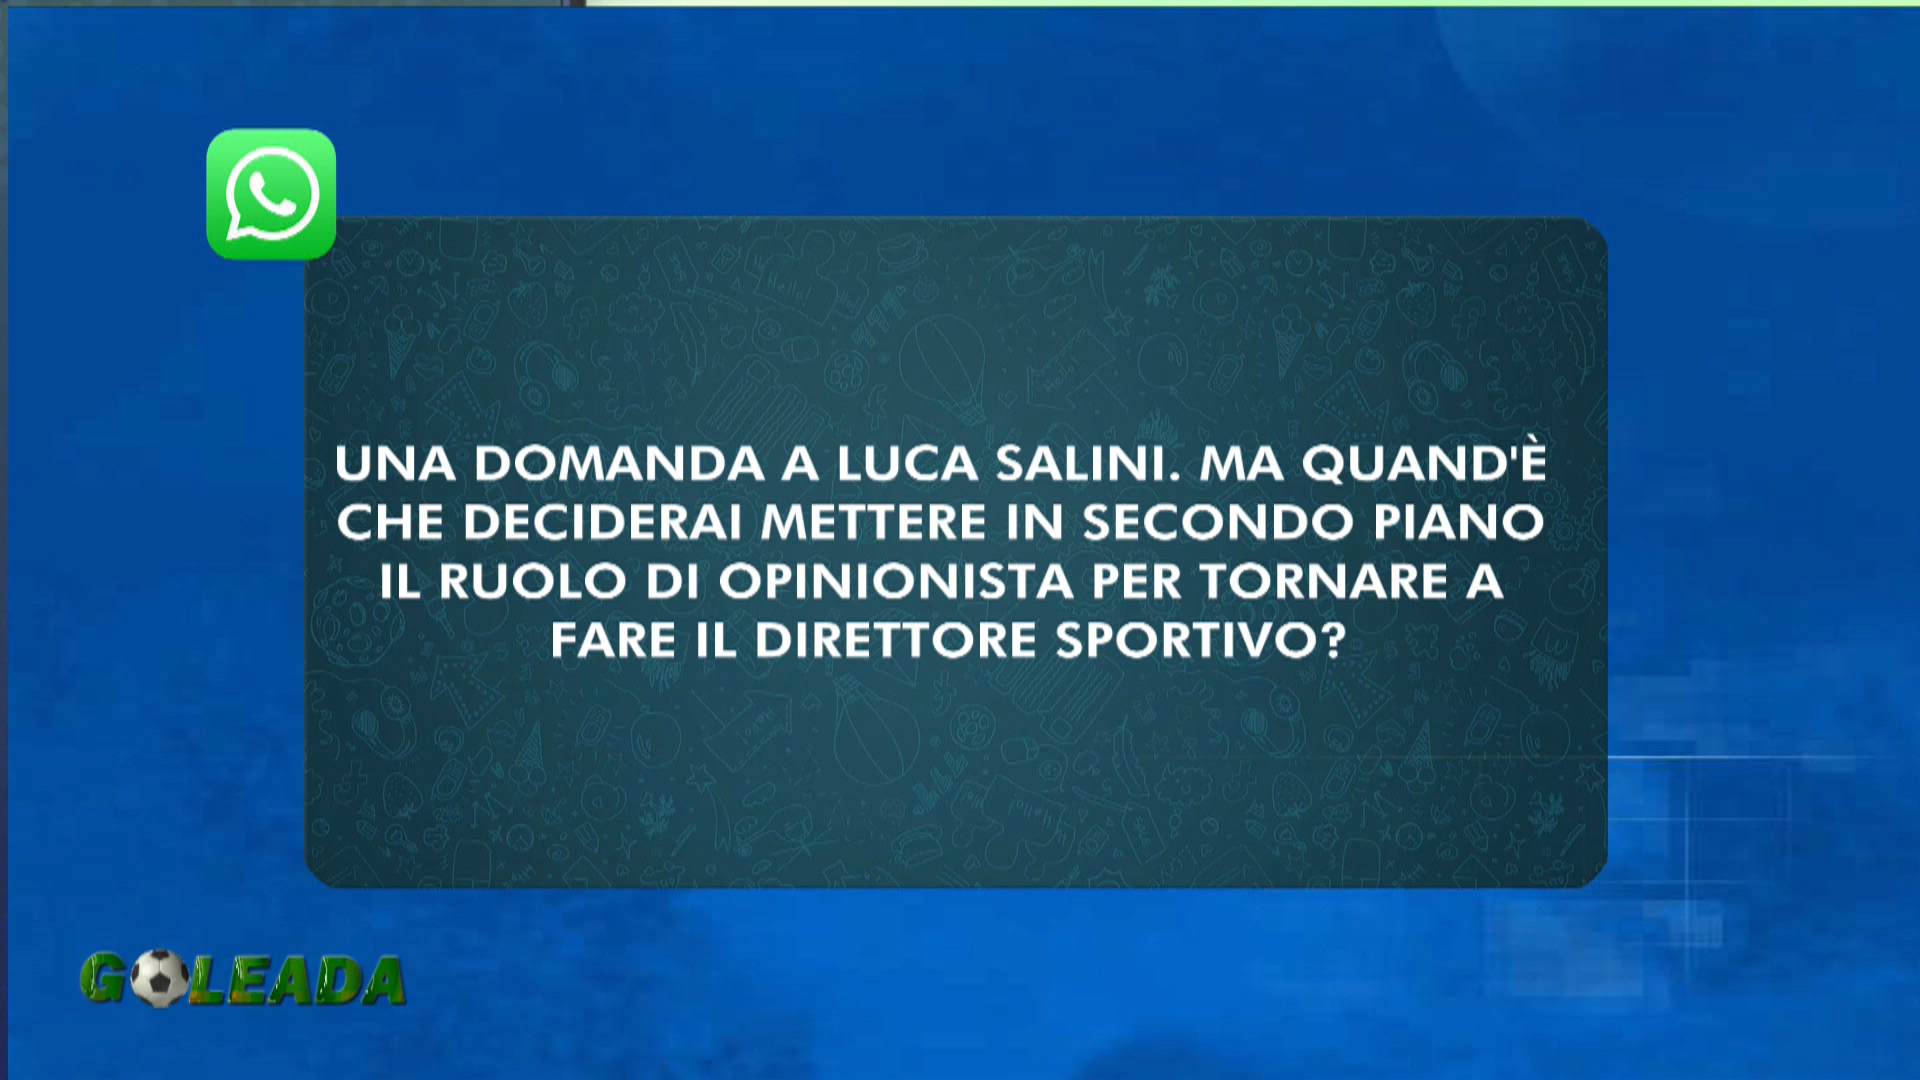 UNA DOMANDA A LUCA SALINI. MA QUAND'È
CHE DECIDERAI METTERE IN SECONDO PIANO
IL RUOLO DI OPINIONISTA PER TORNARE A
FARE IL DIRETTORE SPORTIVO?
GOLEADA